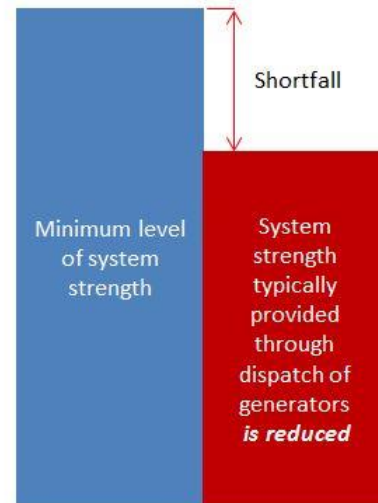 Shortfall
Minimum level
of system
strength
System
strength
typically
provided
through
dispatch of
generators
is reduced